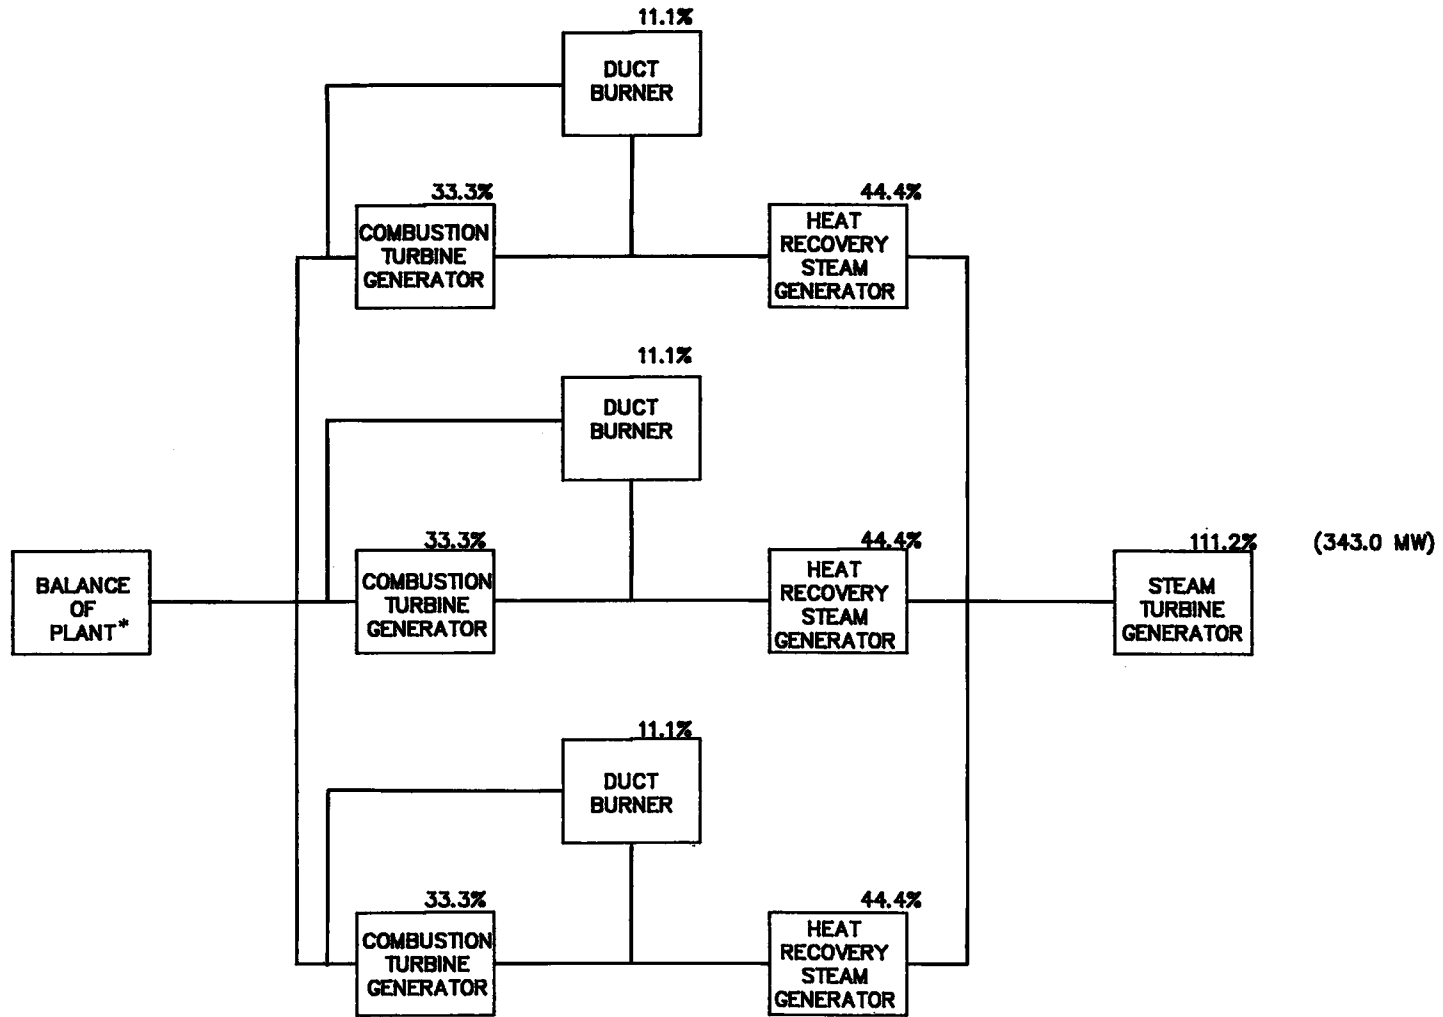 11.1%
DUCT
BURNER
33.3%
COMBUSTION
TURBINE
GENERATOR
44.4%
HEAT
RECOVERY
STEAM
GENERATOR
11.1%
DUCT
BURNER
BALANCE
OF
PLANT*
33.3%
COMBUSTION
TURBINE
GENERATOR
44.4%
HEAT
RECOVERY
STEAM
GENERATOR
111.2% (343.0 MW)
STEAM
TURBINE
GENERATOR
11.1%
DUCT
BURNER
33.3%
COMBUSTION
TURBINE
GENERATOR
44.4%
HEAT
RECOVERY
STEAM
GENERATOR